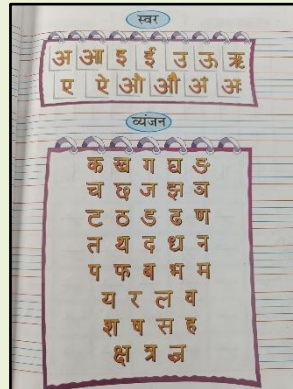 स्वर
अ आ इ ई उ ऊ ऋ
ए ऐ ओ औ अं अः
व्यंजन
क ख ग घ ङ
च छ ज झ ञ
ट ठ ड ढ ण
त थ द ध न
प फ ब भ म
य र ल व
श ष स ह
क्ष त्र ज्ञ